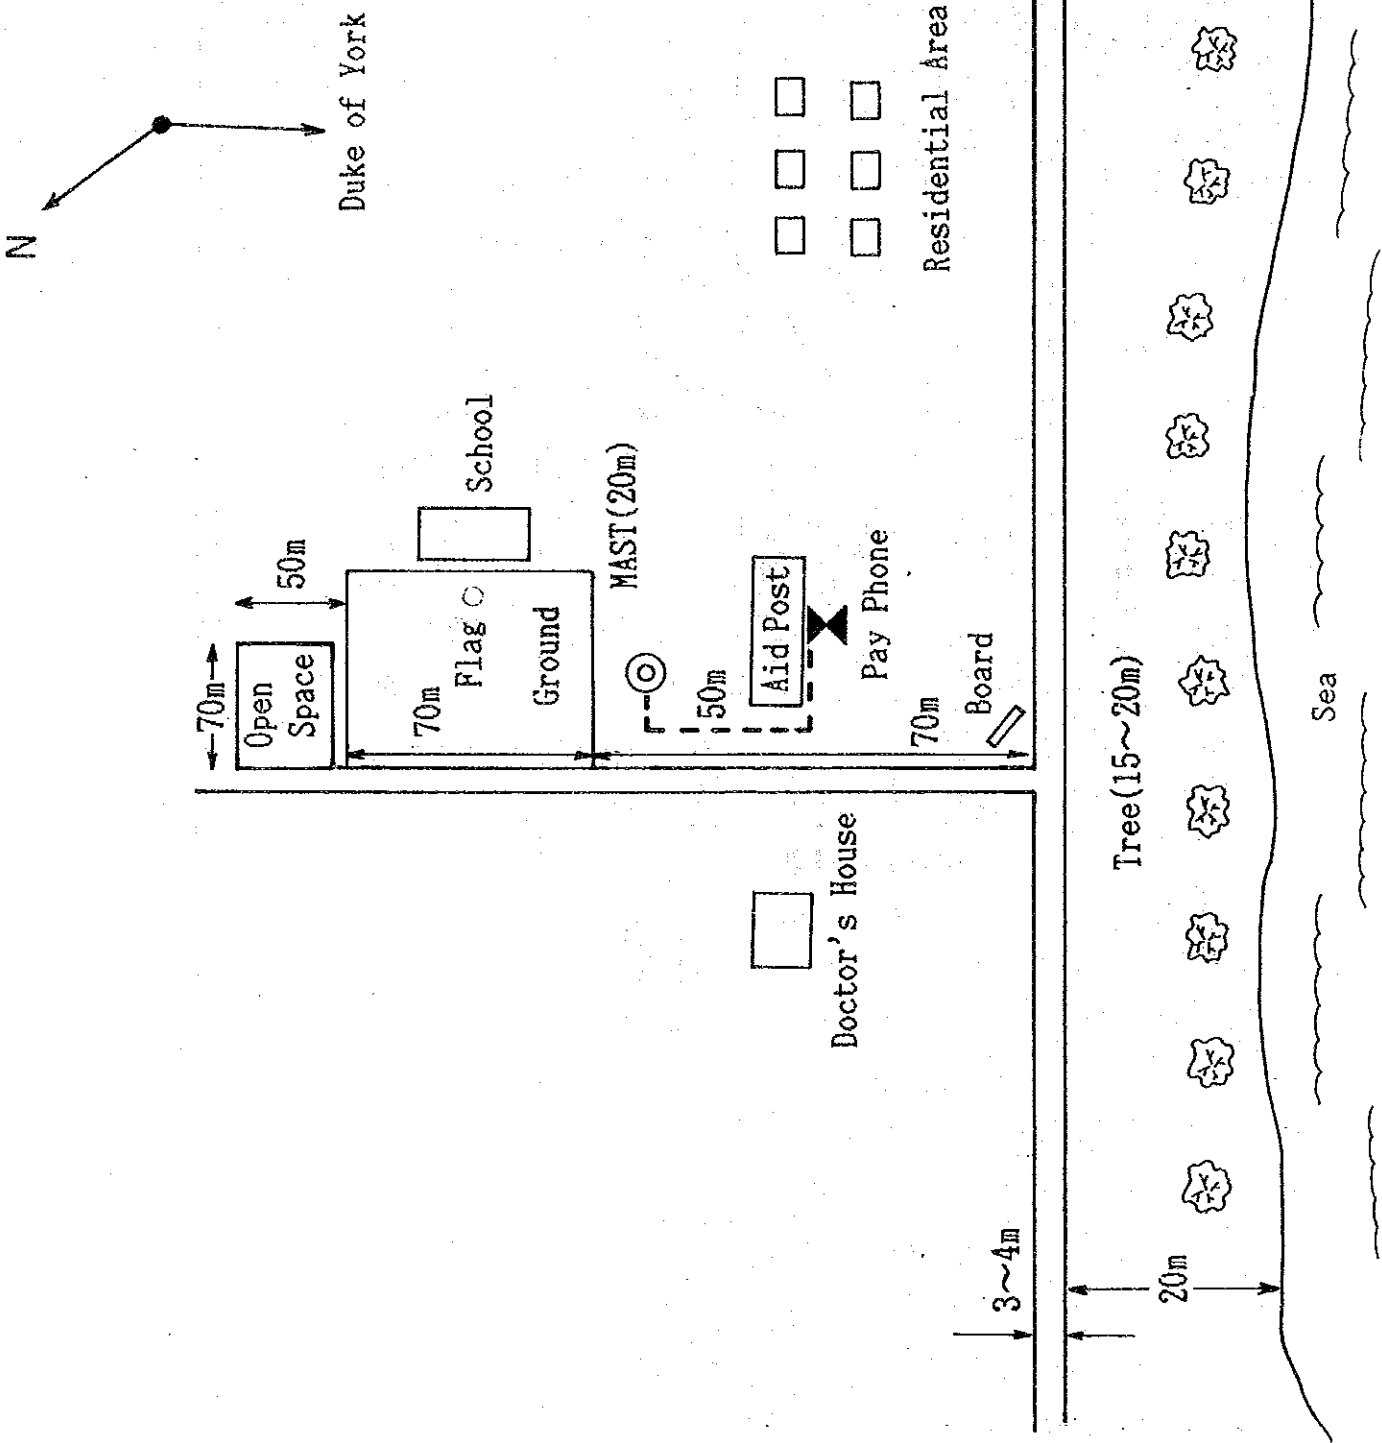 N
Duke of York
70m
50m
Open
Space
70m
Flag
Ground
School
MAST(20m)
50m
Aid Post
Pay Phone
70m
Board
Doctor's House
Residential Area
3～4m
20m
Tree(15～20m)
Sea